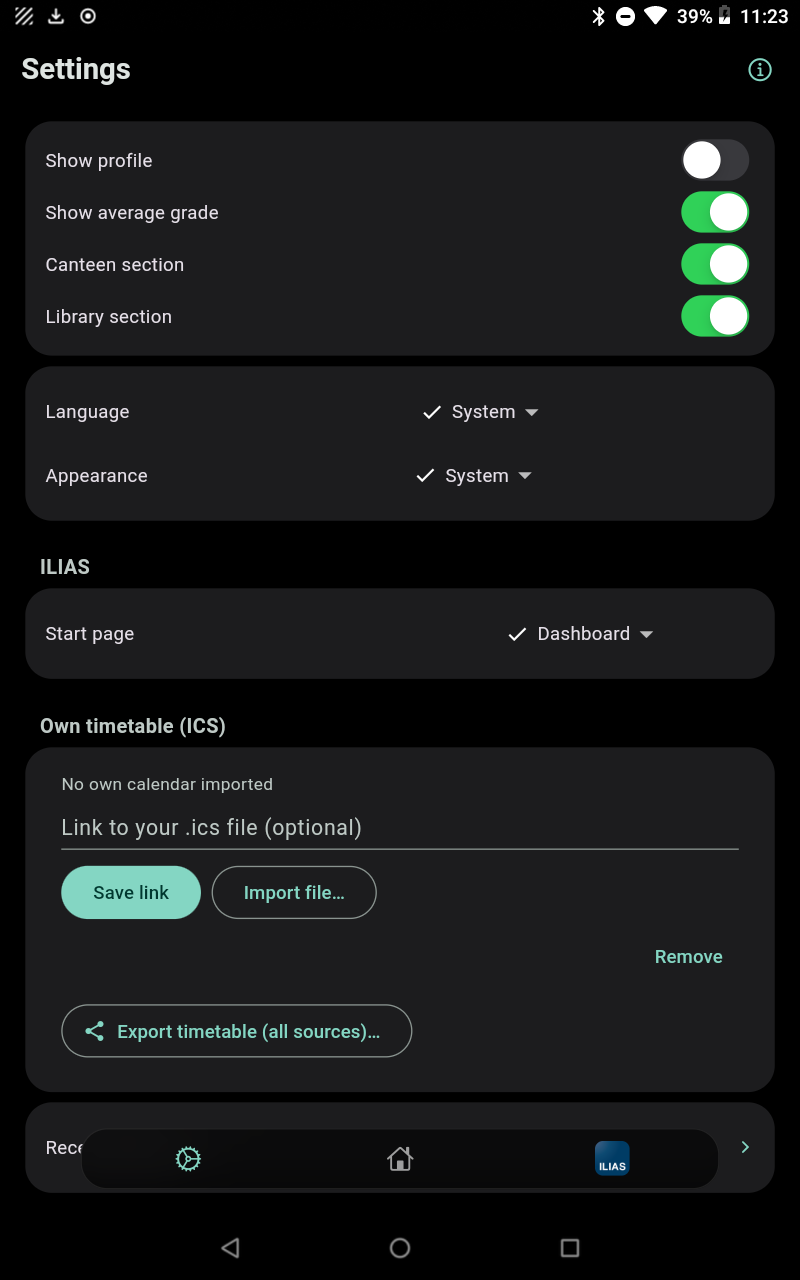 39% 11:23
Settings
Show profile
Show average grade
Canteen section
Library section
Language System
Appearance System
ILIAS
Start page Dashboard
Own timetable (ICS)
No own calendar imported
Link to your .ics file (optional)
Save link Import file…
Remove
Export timetable (all sources)…
ILIAS